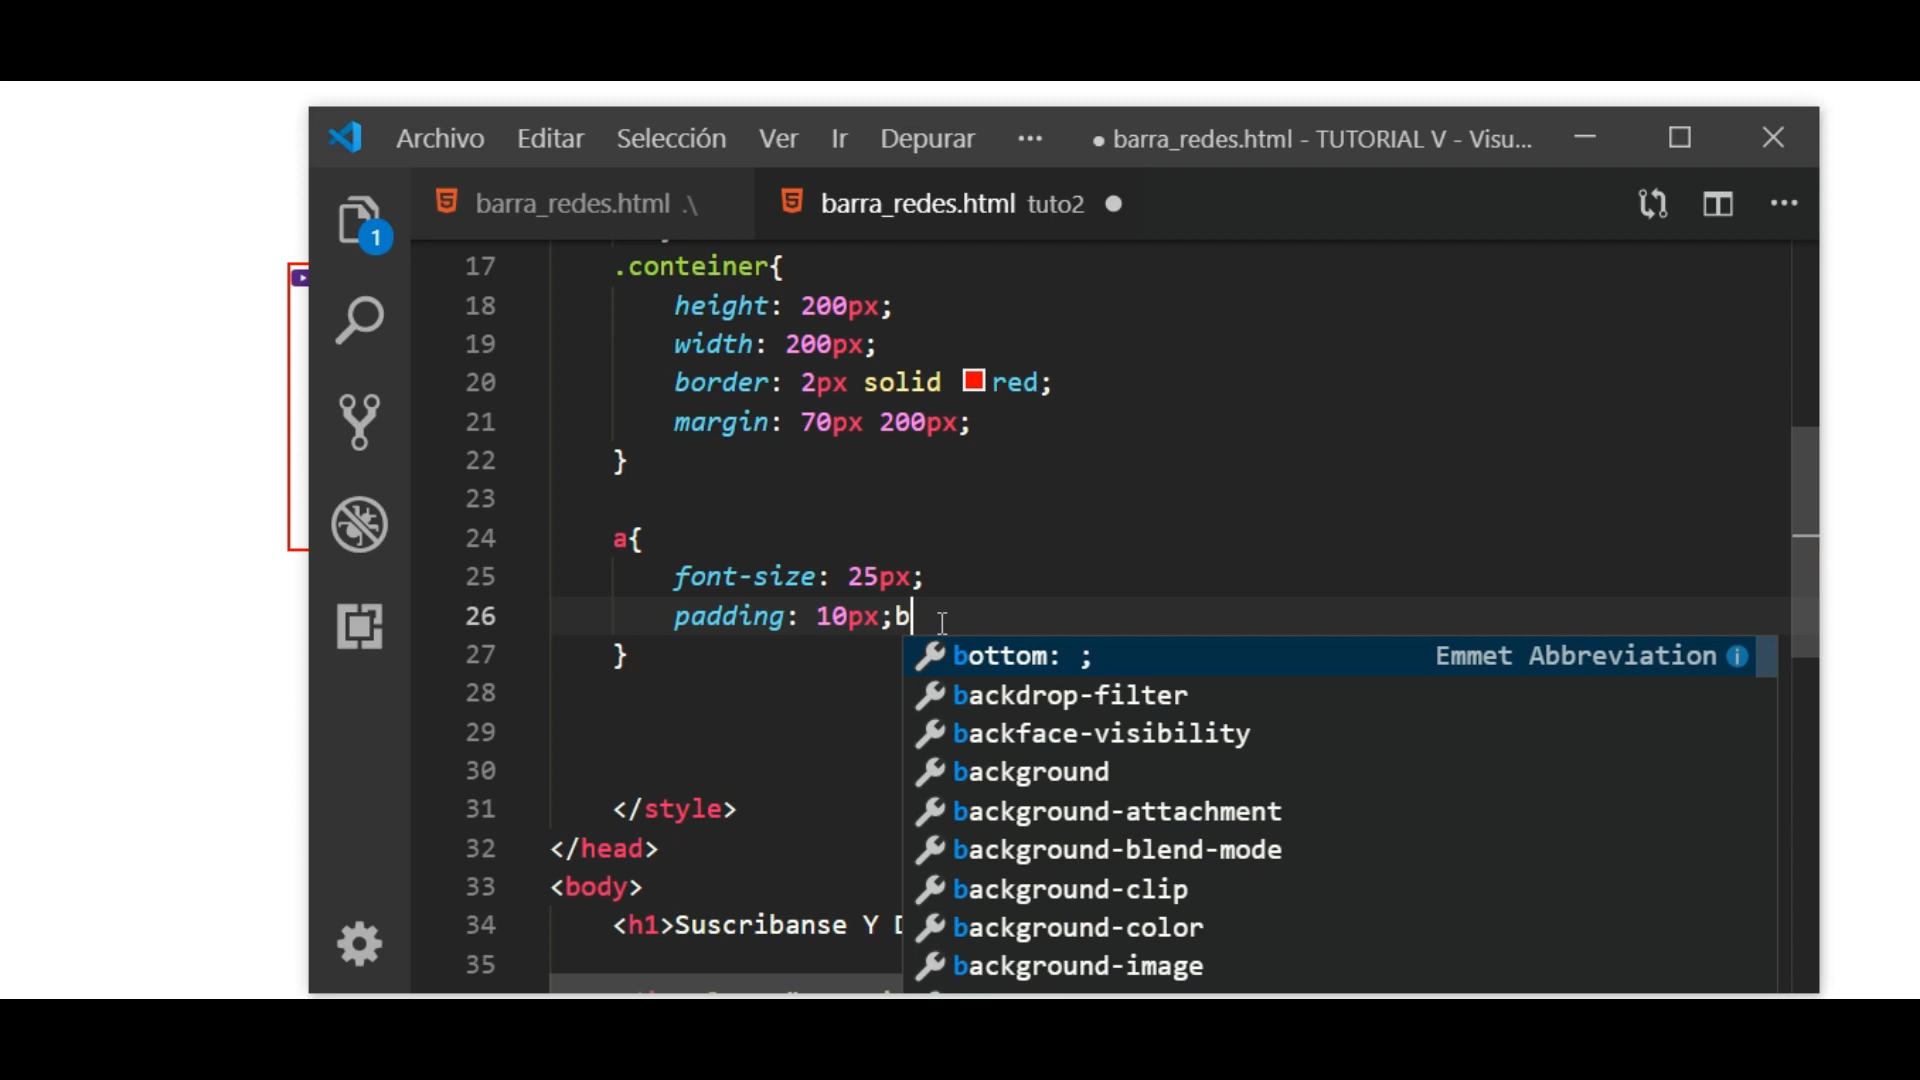 Archivo Editar Selección Ver Ir Depurar ··· ● barra_redes.html - TUTORIAL V - Visu...
barra_redes.html .\ barra_redes.html tuto2
1
17 .conteiner{
18 height: 200px;
19 width: 200px;
20 border: 2px solid red;
21 margin: 70px 200px;
22 }
23
24 a{
25 font-size: 25px;
26 padding: 10px;b
27 }
bottom: ; Emmet Abbreviation
backdrop-filter
backface-visibility
background
background-attachment
background-blend-mode
background-clip
background-color
background-image
28
29
30
31 </style>
32 </head>
33 <body>
34 <h1>Suscribanse Y
35